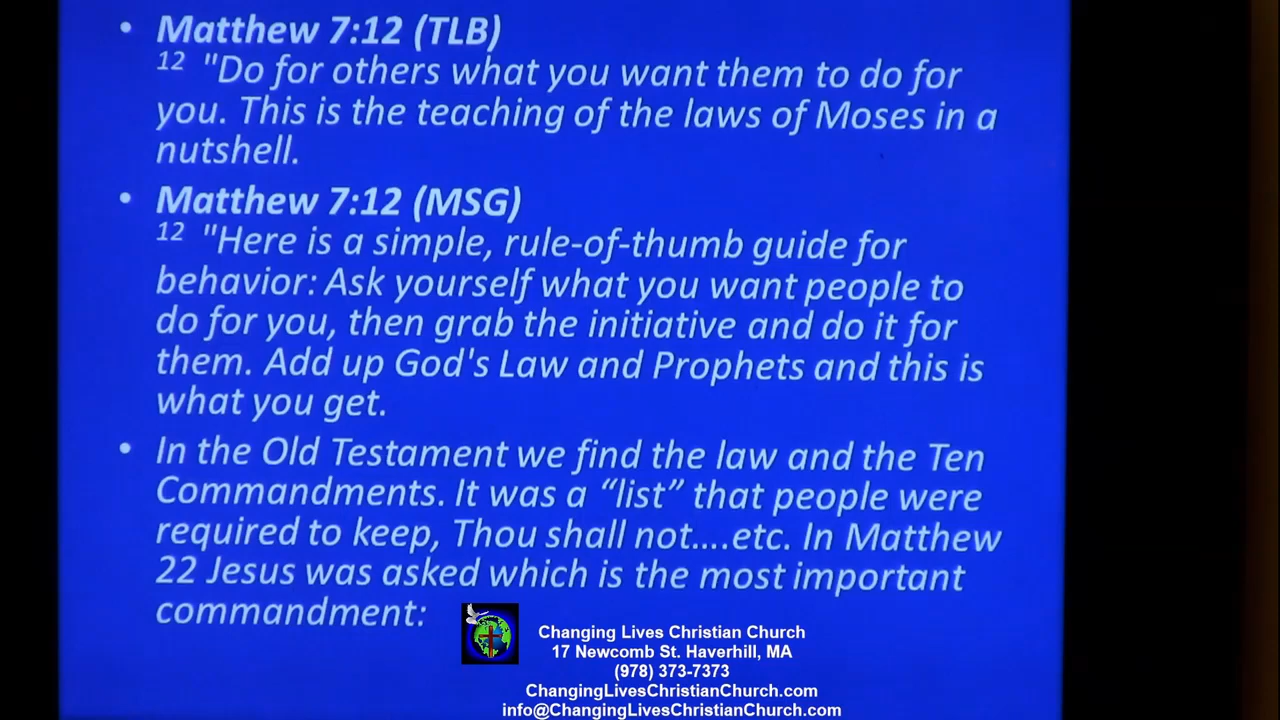 • Matthew 7:12 (TLB)
12 "Do for others what you want them to do for
you. This is the teaching of the laws of Moses in a
nutshell.
• Matthew 7:12 (MSG)
12 "Here is a simple, rule-of-thumb guide for
behavior: Ask yourself what you want people to
do for you, then grab the initiative and do it for
them. Add up God's Law and Prophets and this is
what you get.
• In the Old Testament we find the law and the Ten
Commandments. It was a “list” that people were
required to keep, Thou shall not....etc. In Matthew
22 Jesus was asked which is the most important
commandment:
Changing Lives Christian Church
17 Newcomb St. Haverhill, MA
(978) 373-7373
ChangingLivesChristianChurch.com
info@ChangingLivesChristianChurch.com